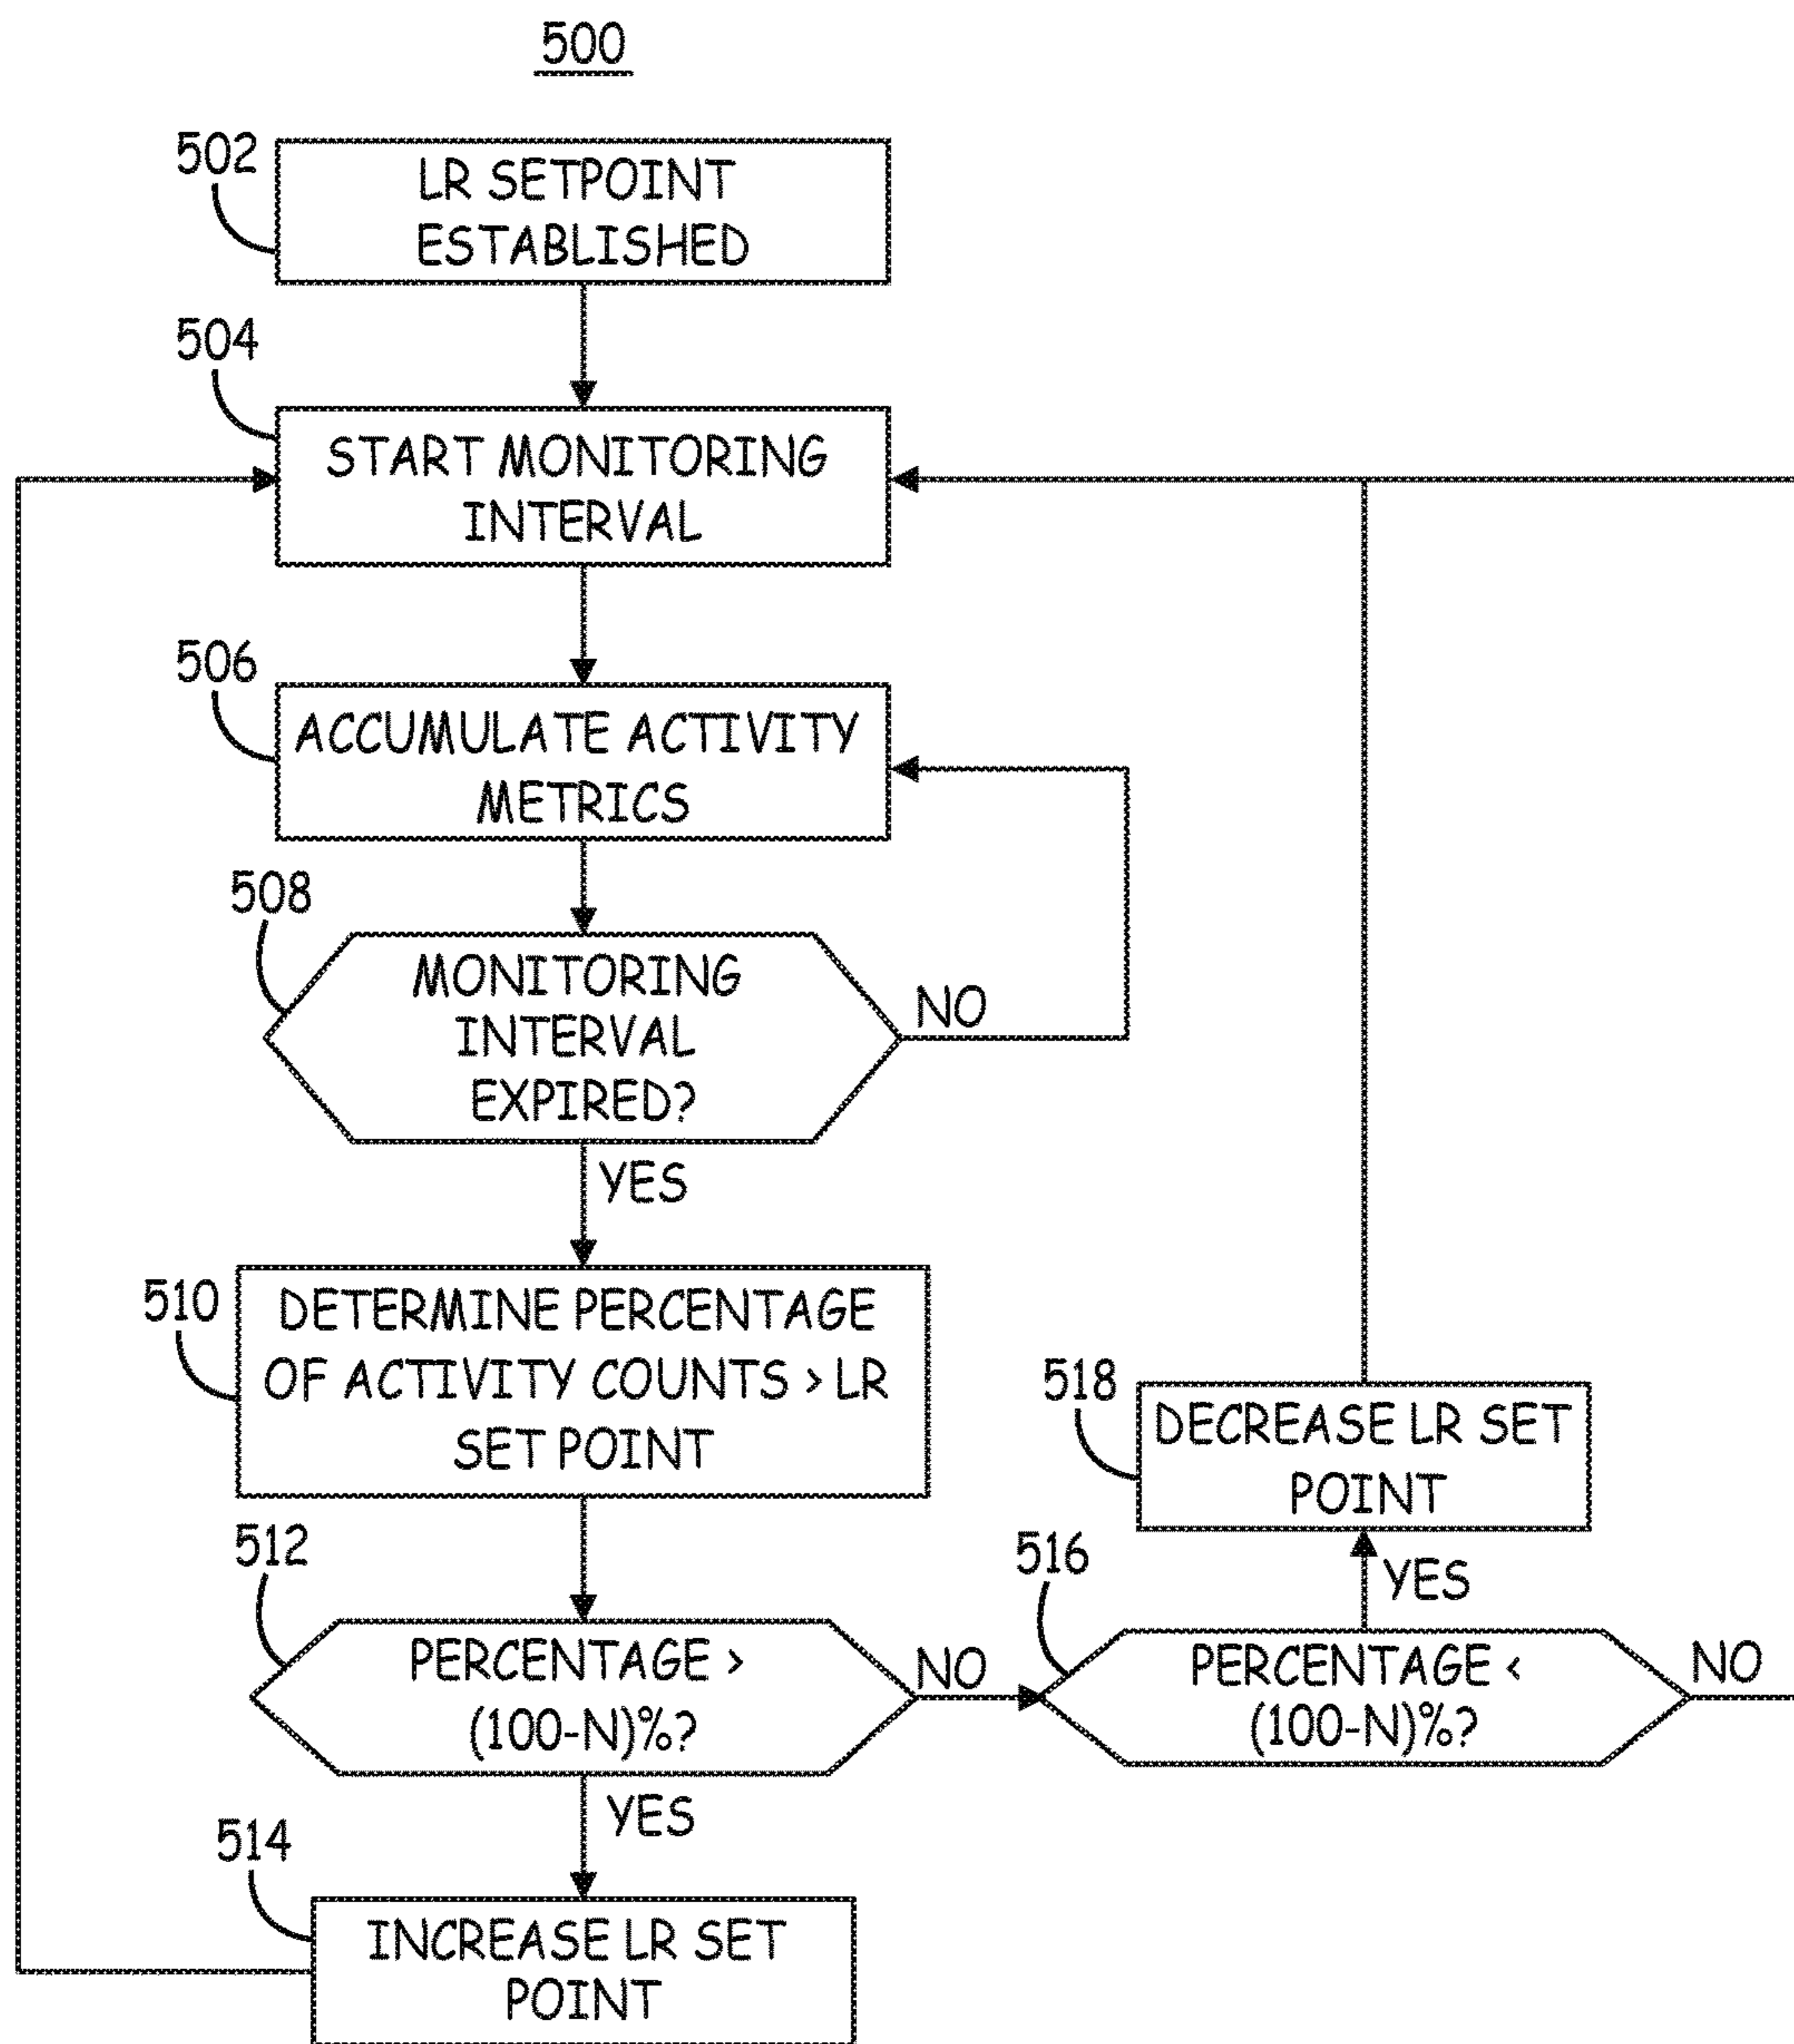 500
502
LR SETPOINT
ESTABLISHED
504
START MONITORING
INTERVAL
506
ACCUMULATE ACTIVITY
METRICS
508
MONITORING
INTERVAL
EXPIRED?
NO
YES
510
DETERMINE PERCENTAGE
OF ACTIVITY COUNTS > LR
SET POINT
518
DECREASE LR SET
POINT
512
PERCENTAGE >
(100-N)%?
NO
516
YES
PERCENTAGE <
(100-N)%?
NO
YES
514
INCREASE LR SET
POINT